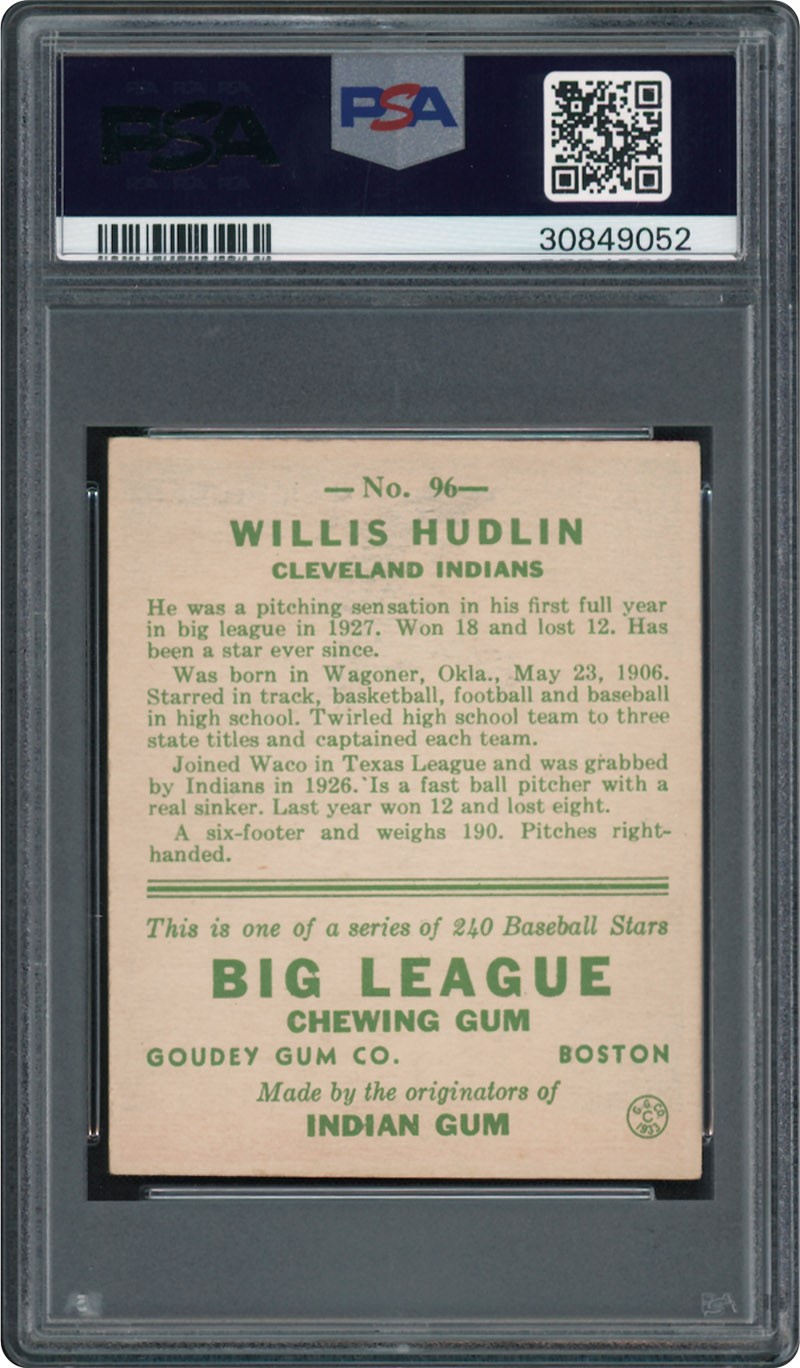 PSA
PSA
30849052
— No. 96—
WILLIS HUDLIN
CLEVELAND INDIANS
He was a pitching sensation in his first full year
in big league in 1927. Won 18 and lost 12. Has
been a star ever since.
Was born in Wagoner, Okla., May 23, 1906.
Starred in track, basketball, football and baseball
in high school. Twirled high school team to three
state titles and captained each team.
Joined Waco in Texas League and was grabbed
by Indians in 1926. Is a fast ball pitcher with a
real sinker. Last year won 12 and lost eight.
A six-footer and weighs 190. Pitches right-
handed.
This is one of a series of 240 Baseball Stars
BIG LEAGUE
CHEWING GUM
GOUDEY GUM CO. BOSTON
Made by the originators of
INDIAN GUM
G. G. CO.
C
1933
PSA